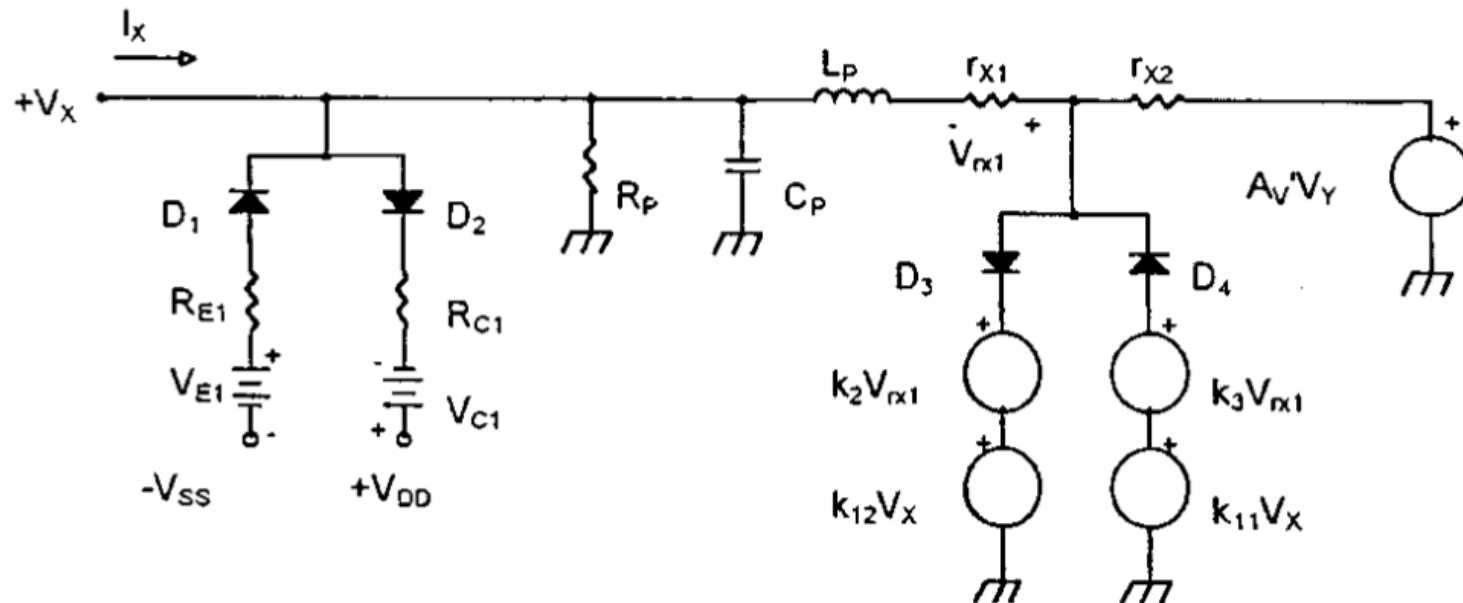 I_X
+V_X
L_P
r_X1
r_X2
- +
V_rx1
+
A_V'V_Y
R_P
C_P
D_1
D_2
R_E1
R_C1
+
-
V_E1
V_C1
-
+
-V_SS
+V_DD
D_3
D_4
+
+
k_2V_rx1
k_3V_rx1
+
+
k_12V_X
k_11V_X